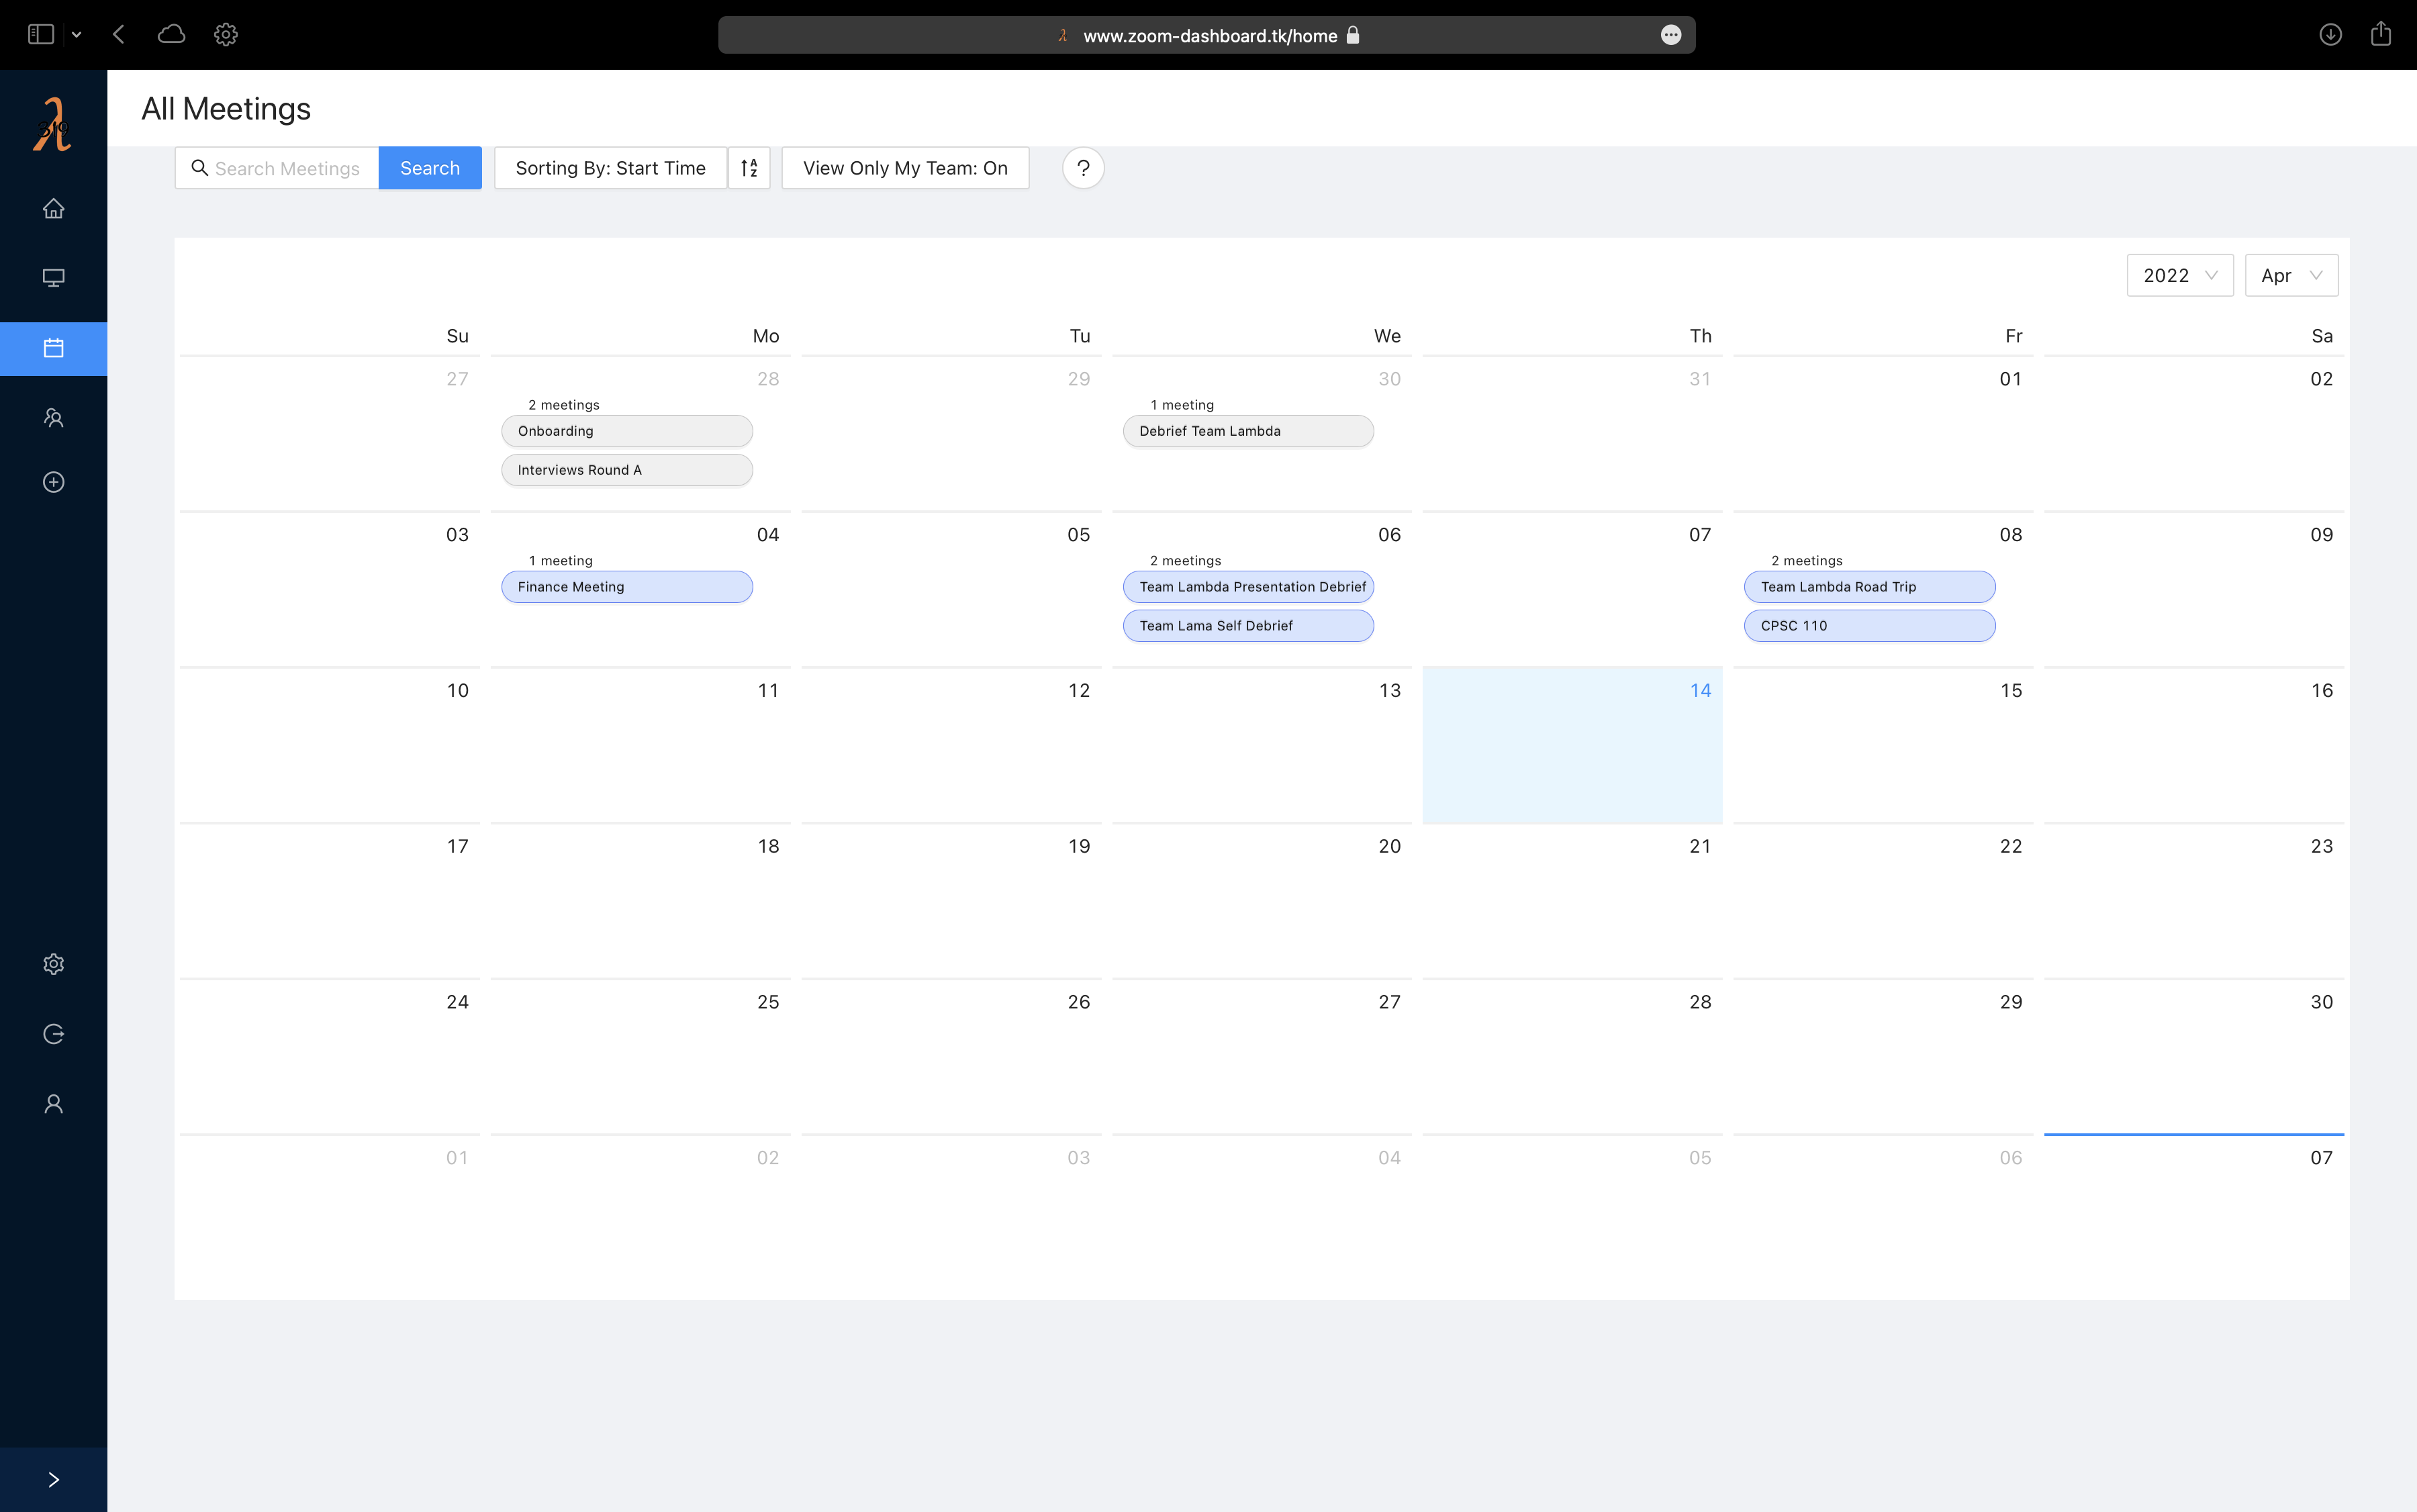 www.zoom-dashboard.tk/home
λ
319
All Meetings
Search Meetings
Search
Sorting By: Start Time
View Only My Team: On
?
2022
Apr
Su Mo Tu We Th Fr Sa
27 28 29 30 31 01 02
2 meetings
Onboarding
Interviews Round A
1 meeting
Debrief Team Lambda
03 04 05 06 07 08 09
1 meeting
Finance Meeting
2 meetings
Team Lambda Presentation Debrief
Team Lama Self Debrief
2 meetings
Team Lambda Road Trip
CPSC 110
10 11 12 13 14 15 16
17 18 19 20 21 22 23
24 25 26 27 28 29 30
01 02 03 04 05 06 07